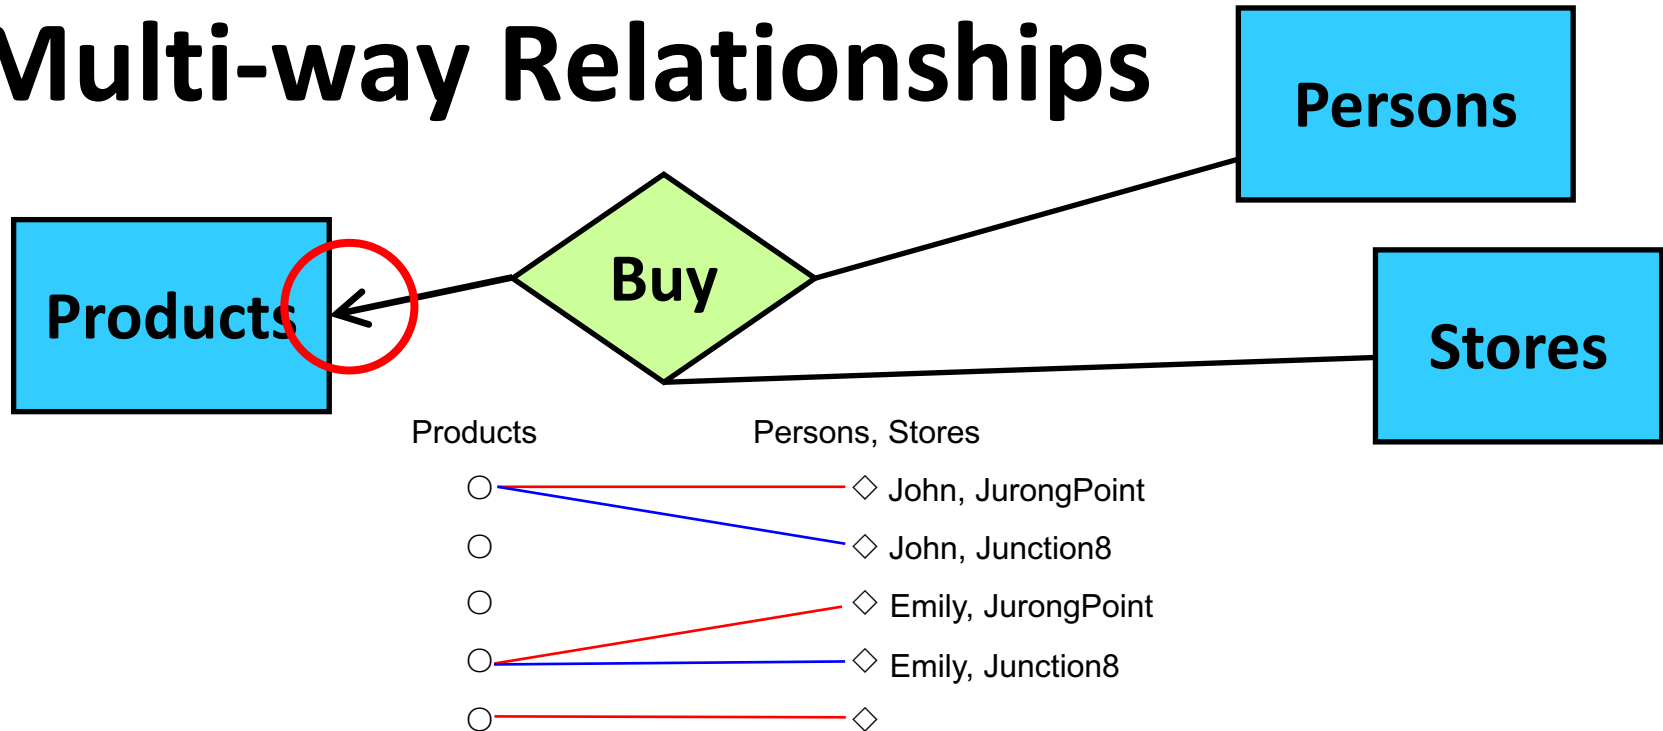 Multi-way Relationships
Persons
Products
Buy
Stores
Products
Persons, Stores
John, JurongPoint
John, Junction8
Emily, JurongPoint
Emily, Junction8